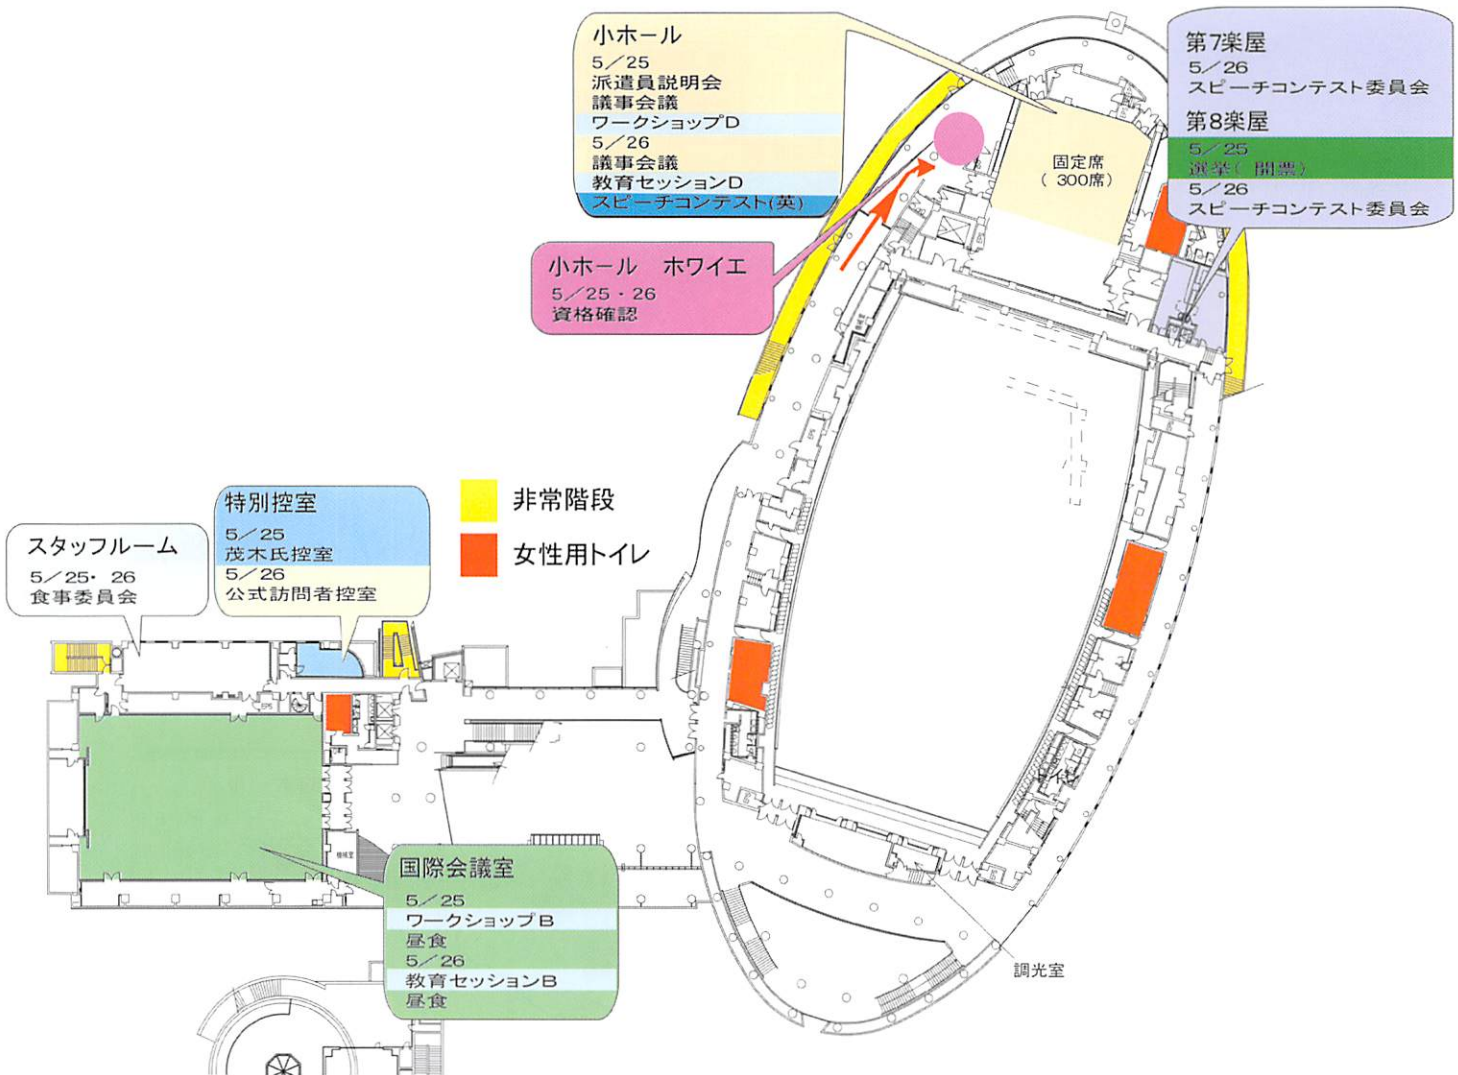 小ホール
5/25
派遣員説明会
議事会議
ワークショップD
5/26
議事会議
教育セッションD
スピーチコンテスト(英)
第7楽屋
5/26
スピーチコンテスト委員会
第8楽屋
5/25
選挙( 開票)
5/26
スピーチコンテスト委員会
固定席
( 300席)
小ホール ホワイエ
5/25・26
資格確認
非常階段
女性用トイレ
特別控室
5/25
茂木氏控室
5/26
公式訪問者控室
スタッフルーム
5/25・ 26
食事委員会
国際会議室
5/25
ワークショップB
昼食
5/26
教育セッションB
昼食
調光室
EPS
EPS
機械室
トイレ